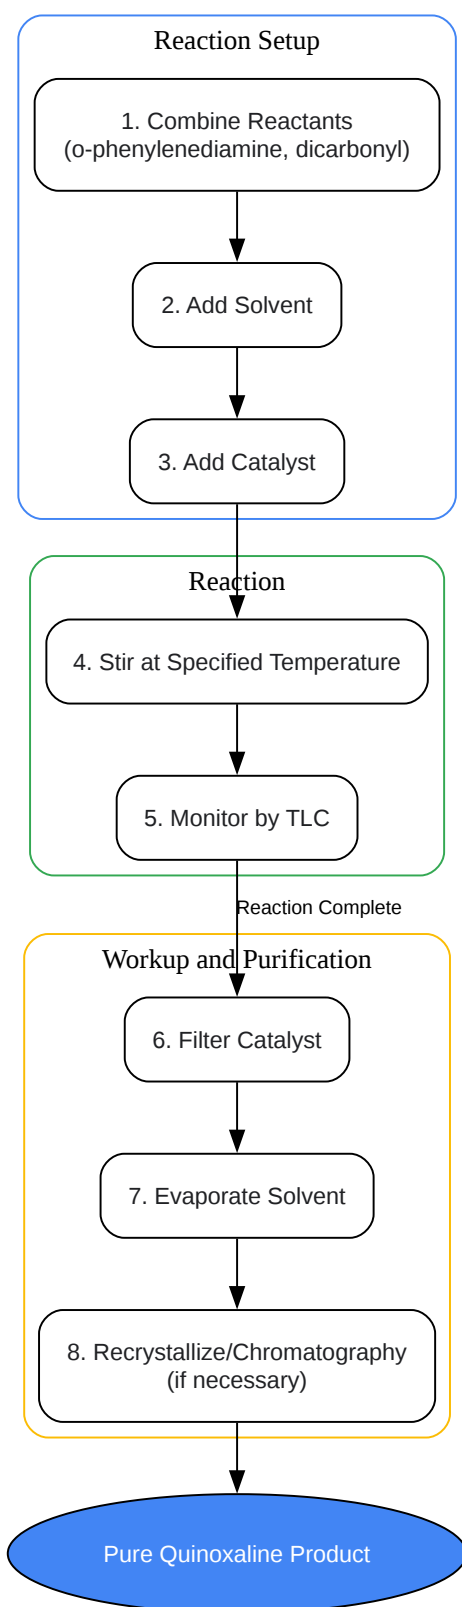 Reaction Setup
1. Combine Reactants
(o-phenylenediamine, dicarbonyl)
2. Add Solvent
3. Add Catalyst
Reaction
4. Stir at Specified Temperature
5. Monitor by TLC
Reaction Complete
Workup and Purification
6. Filter Catalyst
7. Evaporate Solvent
8. Recrystallize/Chromatography
(if necessary)
Pure Quinoxaline Product